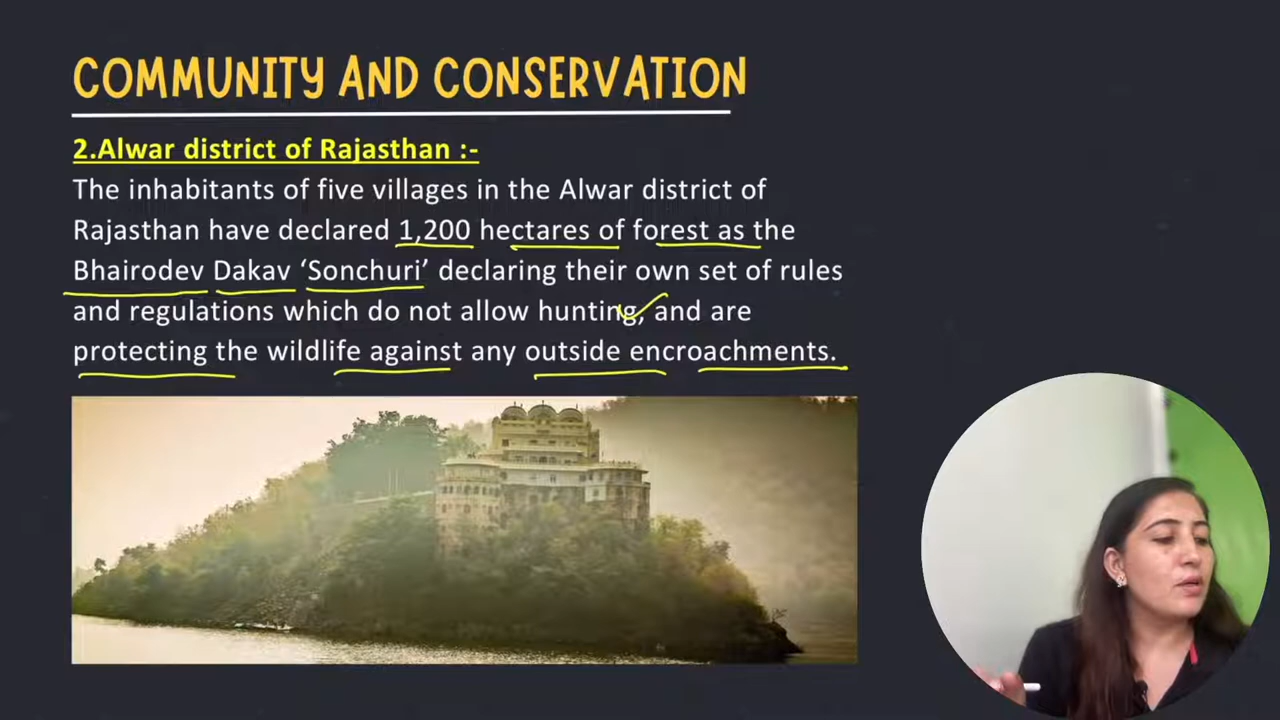 COMMUNITY AND CONSERVATION
2.Alwar district of Rajasthan :-
The inhabitants of five villages in the Alwar district of
Rajasthan have declared 1,200 hectares of forest as the
Bhairodev Dakav ‘Sonchuri’ declaring their own set of rules
and regulations which do not allow hunting, and are
protecting the wildlife against any outside encroachments.